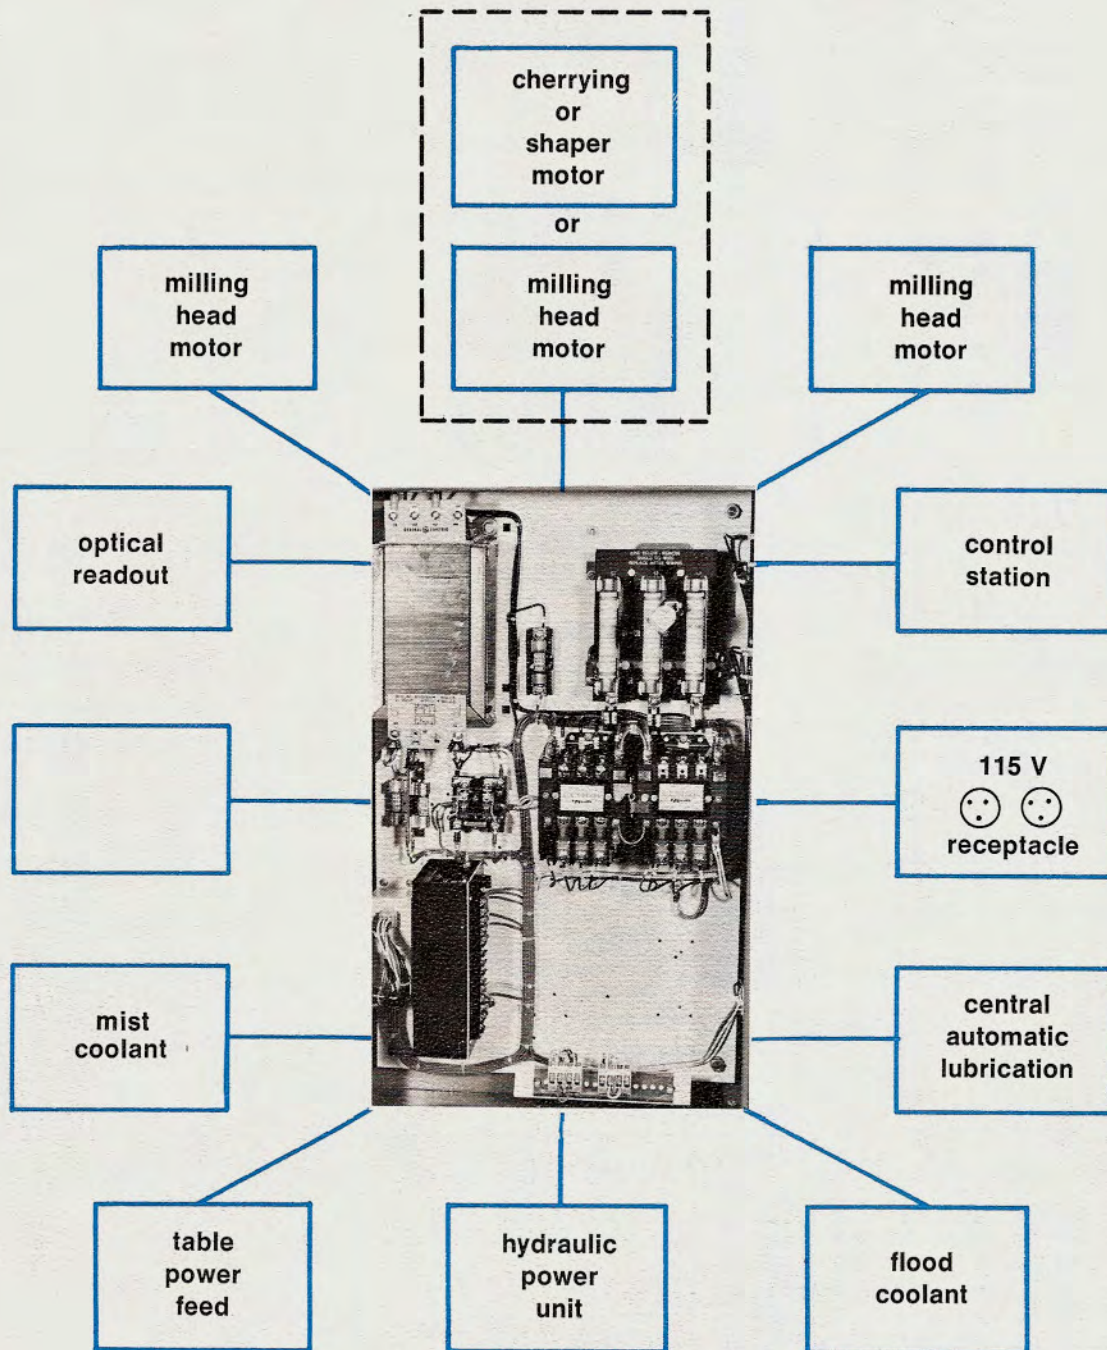 cherrying
or
shaper
motor
or
milling
head
motor
milling
head
motor
milling
head
motor
optical
readout
control
station
115 V
receptacle
mist
coolant
central
automatic
lubrication
table
power
feed
hydraulic
power
unit
flood
coolant